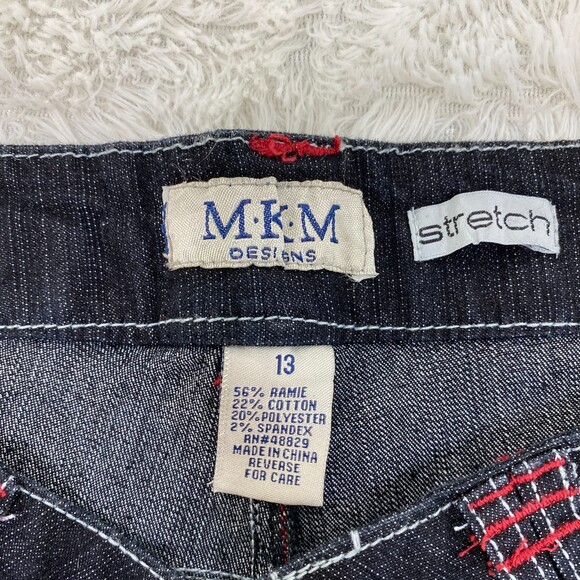 M·K·M
DESIGNS
stretch
13
56% RAMIE
22% COTTON
20% POLYESTER
2% SPANDEX
RN#48829
MADE IN CHINA
REVERSE
FOR CARE